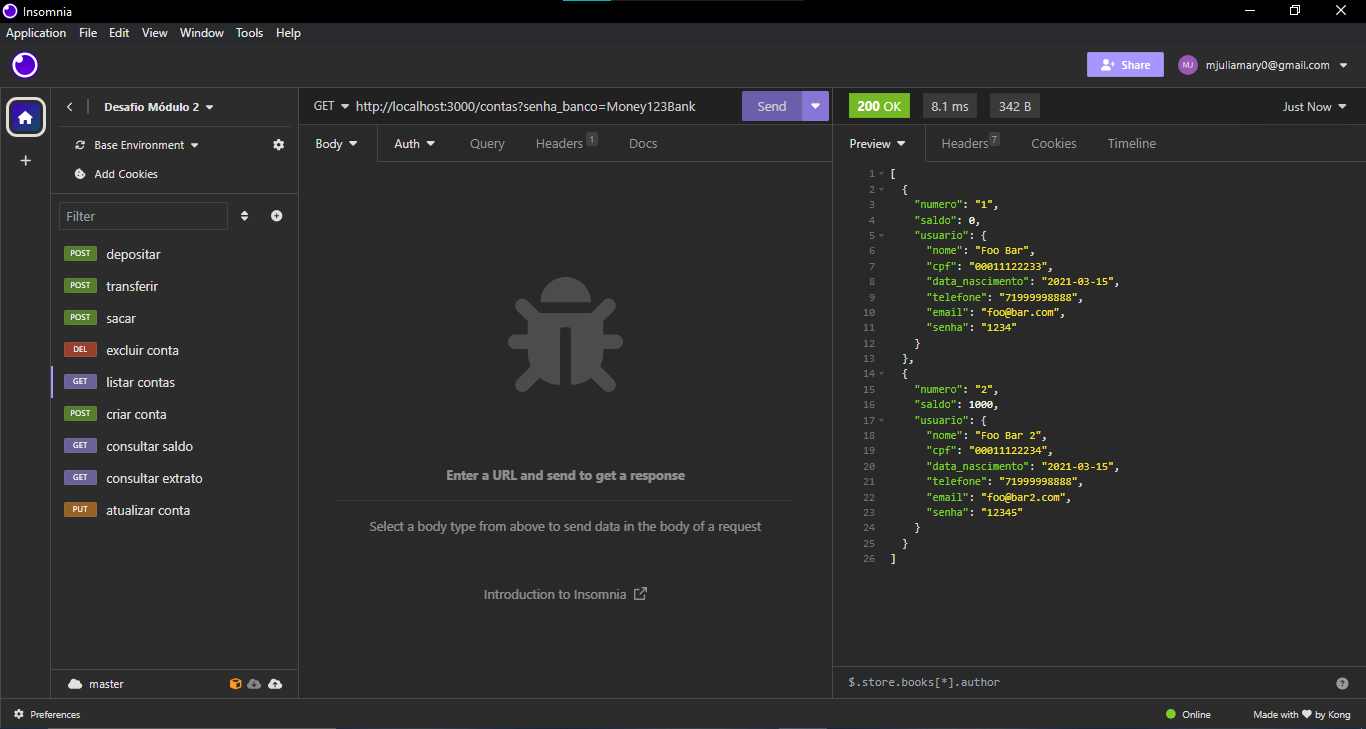 Insomnia
Application File Edit View Window Tools Help
Share MJ mjuliamary0@gmail.com
Desafio Módulo 2
Base Environment
Add Cookies
Filter
POST depositar
POST transferir
POST sacar
DEL excluir conta
GET listar contas
POST criar conta
GET consultar saldo
GET consultar extrato
PUT atualizar conta
master
GET http://localhost:3000/contas?senha_banco=Money123Bank Send
Body Auth Query Headers 1 Docs
Enter a URL and send to get a response
Select a body type from above to send data in the body of a request
Introduction to Insomnia
200 OK 8.1 ms 342 B Just Now
Preview Headers 7 Cookies Timeline
1 [
2 {
3 "numero": "1",
4 "saldo": 0,
5 "usuario": {
6 "nome": "Foo Bar",
7 "cpf": "00011122233",
8 "data_nascimento": "2021-03-15",
9 "telefone": "71999998888",
10 "email": "foo@bar.com",
11 "senha": "1234"
12 }
13 },
14 {
15 "numero": "2",
16 "saldo": 1000,
17 "usuario": {
18 "nome": "Foo Bar 2",
19 "cpf": "00011122234",
20 "data_nascimento": "2021-03-15",
21 "telefone": "71999998888",
22 "email": "foo@bar2.com",
23 "senha": "12345"
24 }
25 }
26 ]
$.store.books[*].author
Preferences
Online Made with ♥ by Kong